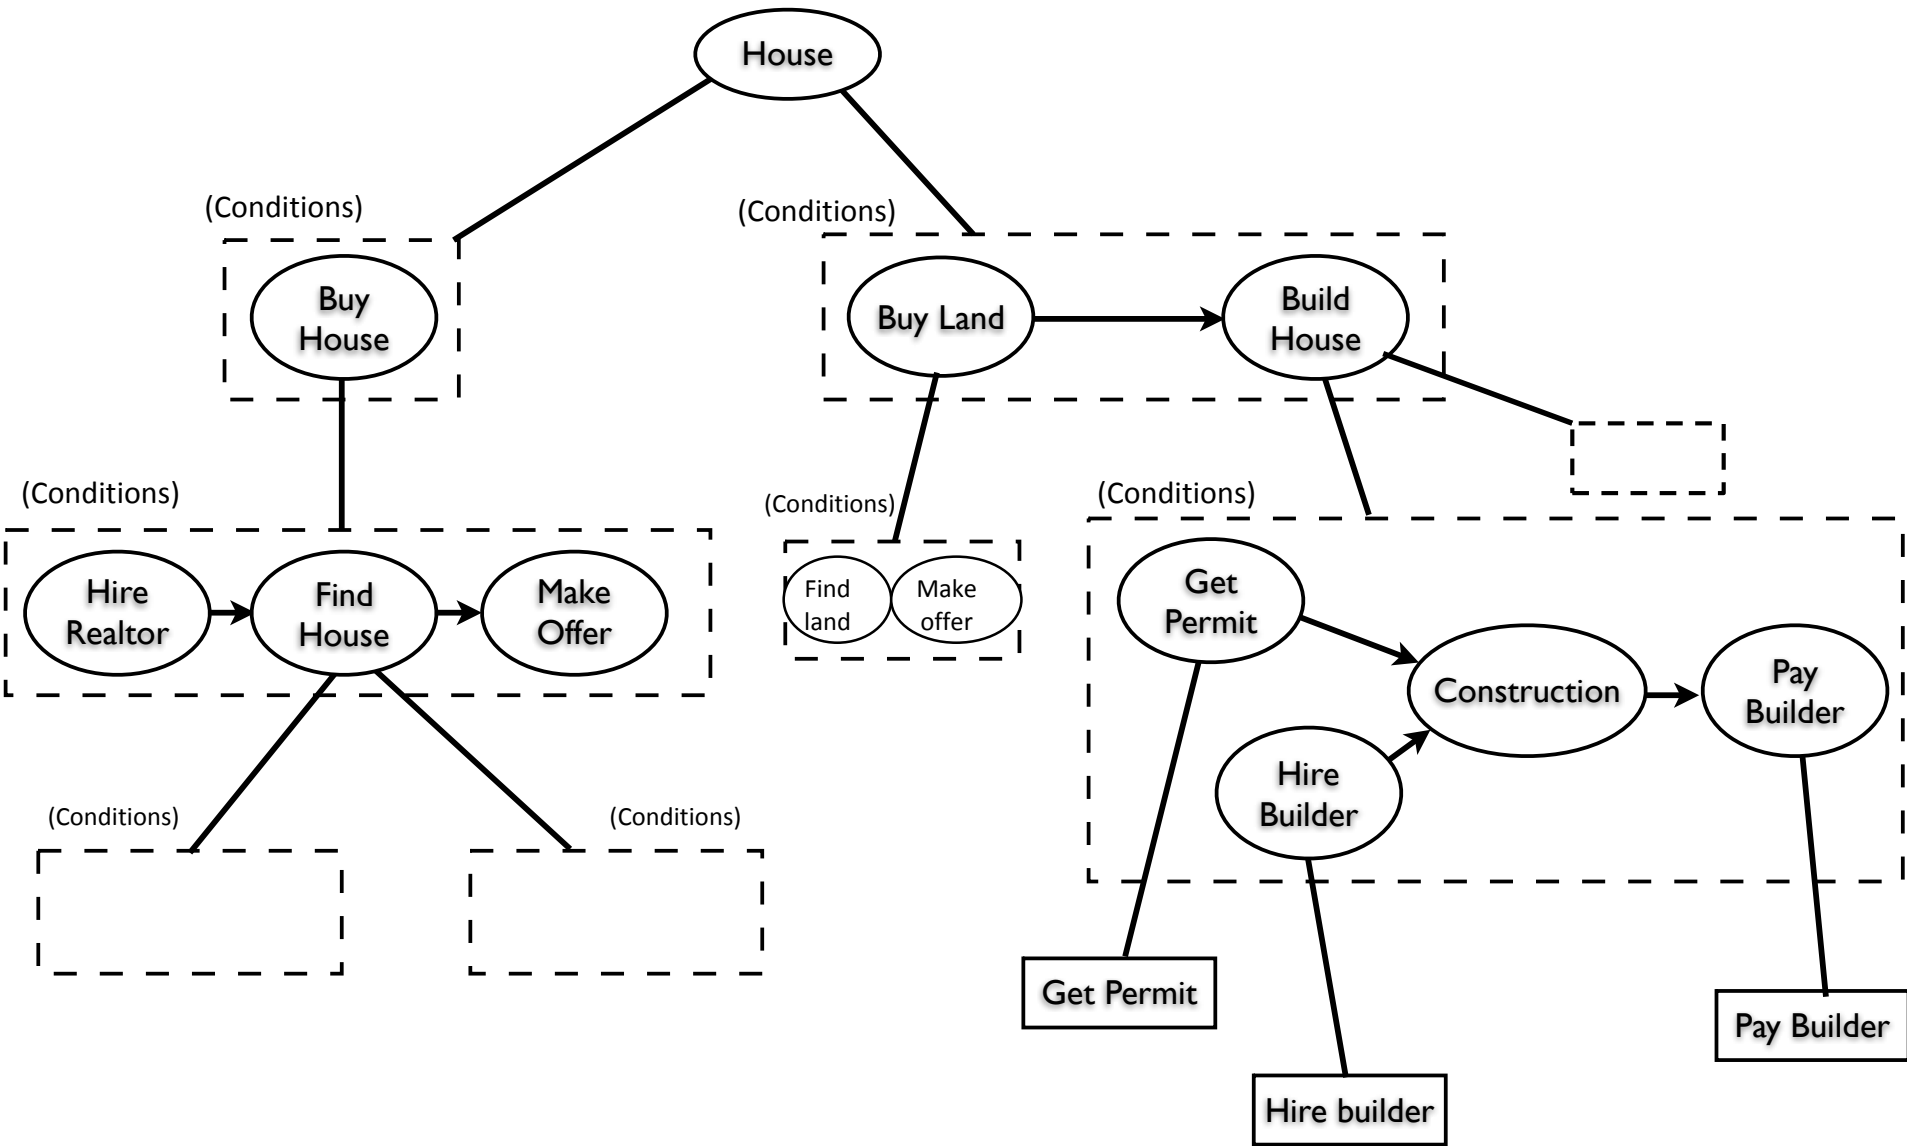 House
(Conditions)
(Conditions)
Buy
House
Buy Land
Build
House
(Conditions)
(Conditions)
(Conditions)
Hire
Realtor
Find
House
Make
Offer
Find
land
Make
offer
Get
Permit
Construction
Pay
Builder
Hire
Builder
(Conditions)
(Conditions)
Get Permit
Pay Builder
Hire builder